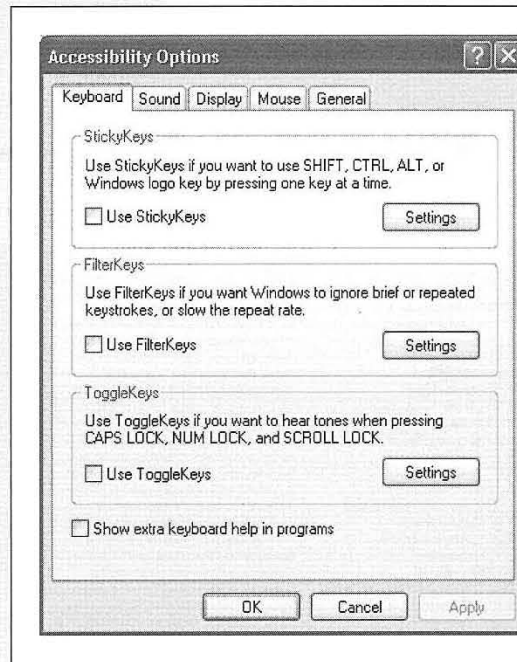 Accessibility Options
Keyboard Sound Display Mouse General
StickyKeys
Use StickyKeys if you want to use SHIFT, CTRL, ALT, or
Windows logo key by pressing one key at a time.
Use StickyKeys
Settings
FilterKeys
Use FilterKeys if you want Windows to ignore brief or repeated
keystrokes, or slow the repeat rate.
Use FilterKeys
Settings
ToggleKeys
Use ToggleKeys if you want to hear tones when pressing
CAPS LOCK, NUM LOCK, and SCROLL LOCK.
Use ToggleKeys
Settings
Show extra keyboard help in programs
OK Cancel Apply